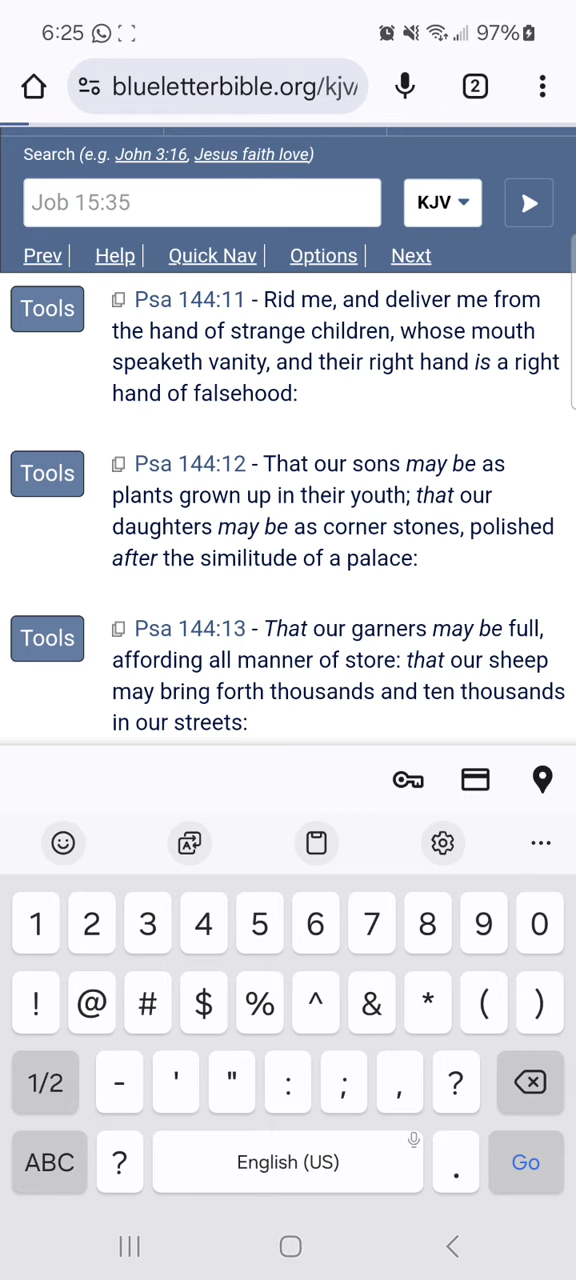 6:25 97%
blueletterbible.org/kjv/ 2
Search (e.g. John 3:16, Jesus faith love)
Job 15:35 KJV
Prev | Help | Quick Nav | Options | Next
Tools Psa 144:11 - Rid me, and deliver me from
the hand of strange children, whose mouth
speaketh vanity, and their right hand is a right
hand of falsehood:
Tools Psa 144:12 - That our sons may be as
plants grown up in their youth; that our
daughters may be as corner stones, polished
after the similitude of a palace:
Tools Psa 144:13 - That our garners may be full,
affording all manner of store: that our sheep
may bring forth thousands and ten thousands
in our streets:
1 2 3 4 5 6 7 8 9 0
! @ # $ % ^ & * ( )
1/2 - ' " : ; , ?
ABC ? English (US) . Go